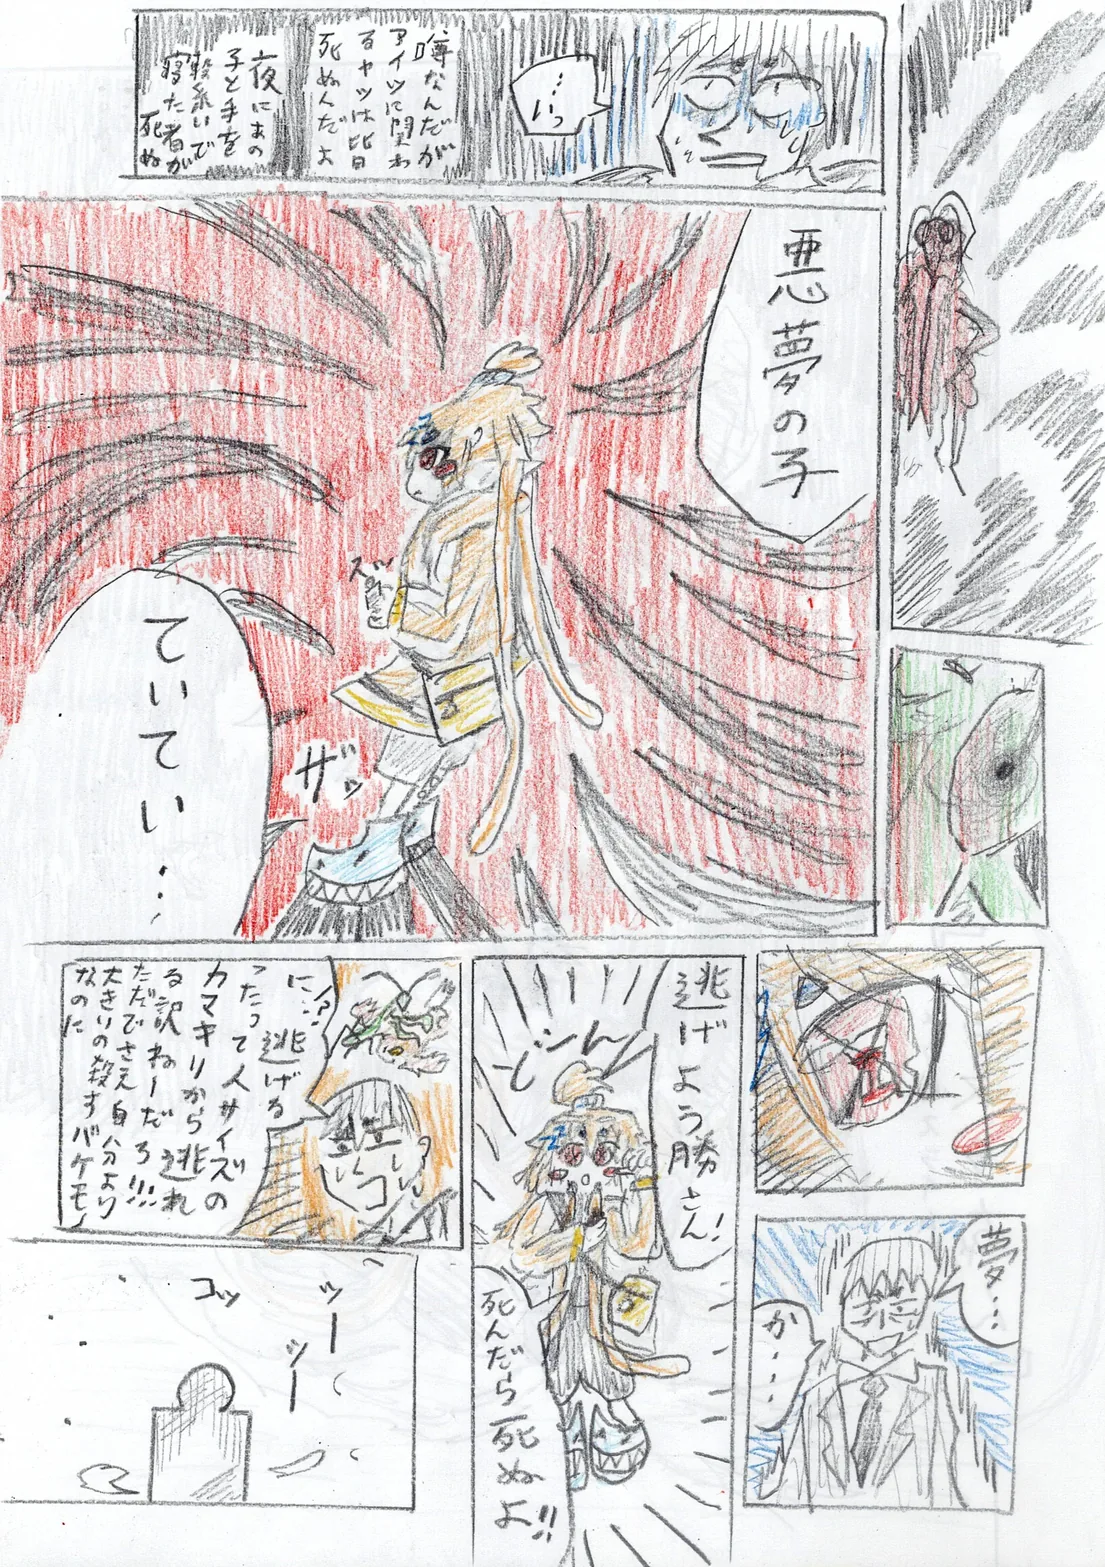 …いっ
噂なんだが
アイツに関わ
るヤツは皆
死ぬんだよ
夜にあの
子と手を
繋いで
寝た者が
死ぬ
悪夢の子
ズッ
ザッ
ていてい…
夢…
か…
逃げよう勝さん!
死んだら死ぬよ!!
に…?逃げる
ったって人サイズの
カマキリから逃れ
る訳ねーだろ!!!
ただでさえ自分より
大きいの殺すバケモノ
なのに
ツー
ツー
コッ